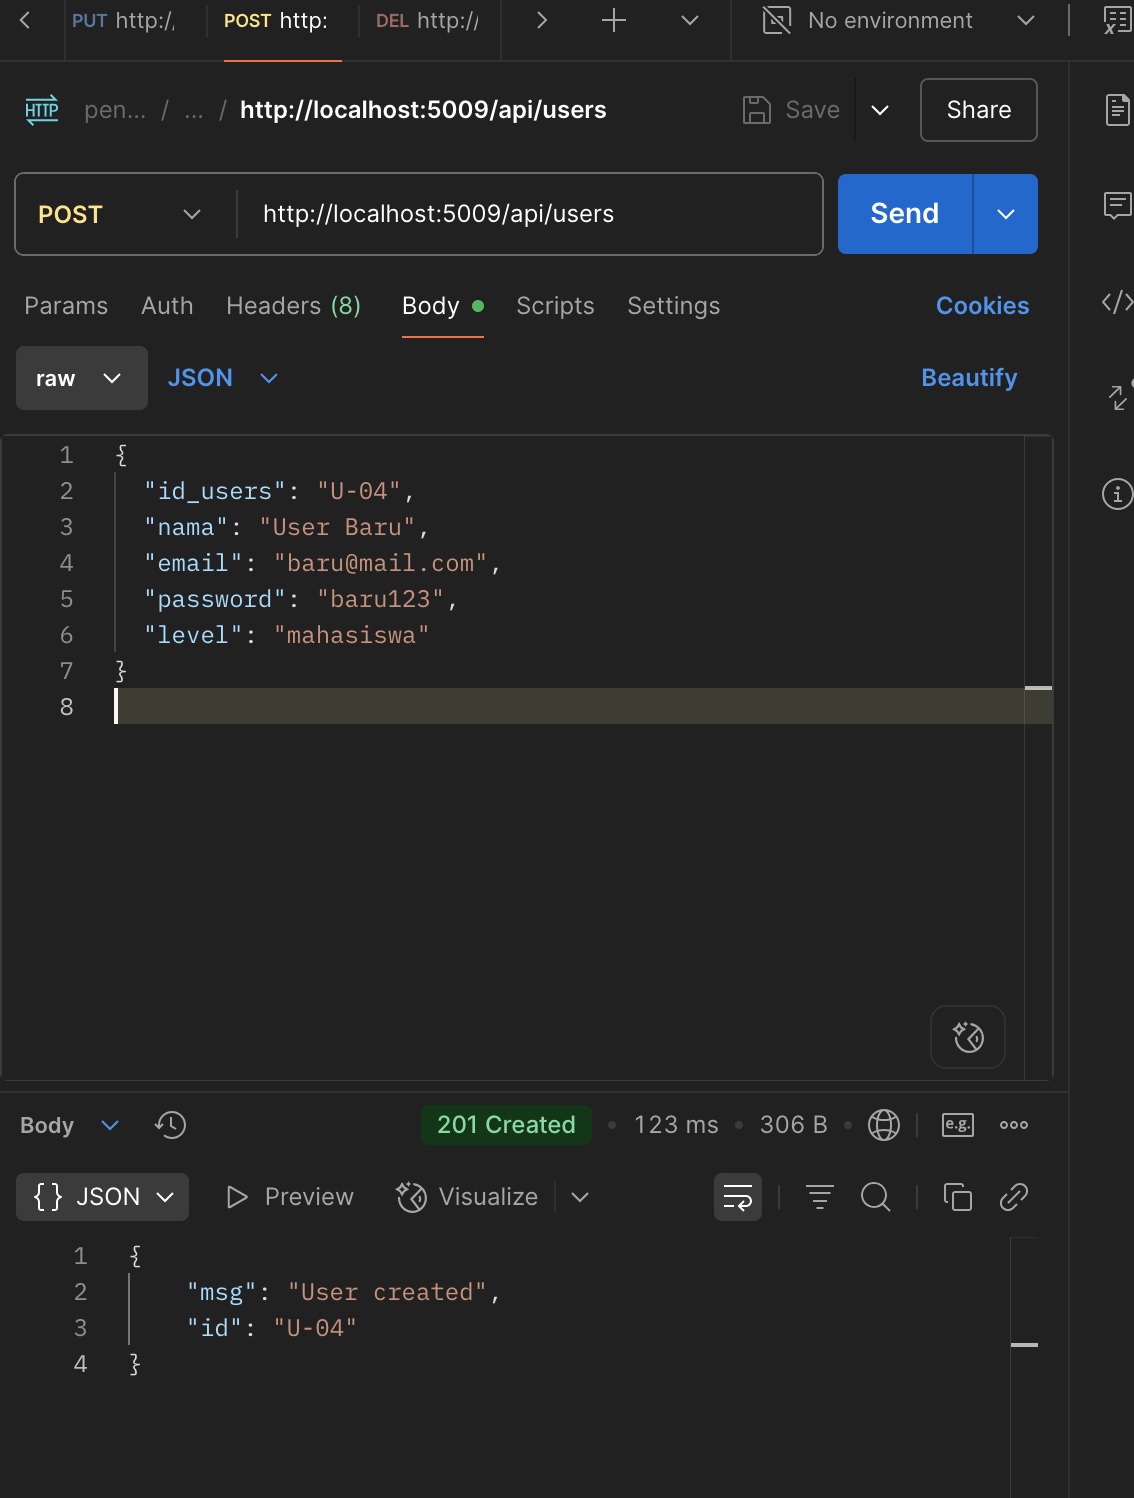 PUT http:/,
POST http:
DEL http://
No environment
HTTP pen... / ... / http://localhost:5009/api/users
Save
Share
POST
http://localhost:5009/api/users
Send
Params Auth Headers (8) Body Scripts Settings Cookies
raw JSON Beautify
1 {
2 "id_users": "U-04",
3 "nama": "User Baru",
4 "email": "baru@mail.com",
5 "password": "baru123",
6 "level": "mahasiswa"
7 }
8
Body 201 Created • 123 ms • 306 B • e.g.
{} JSON Preview Visualize
1 {
2 "msg": "User created",
3 "id": "U-04"
4 }